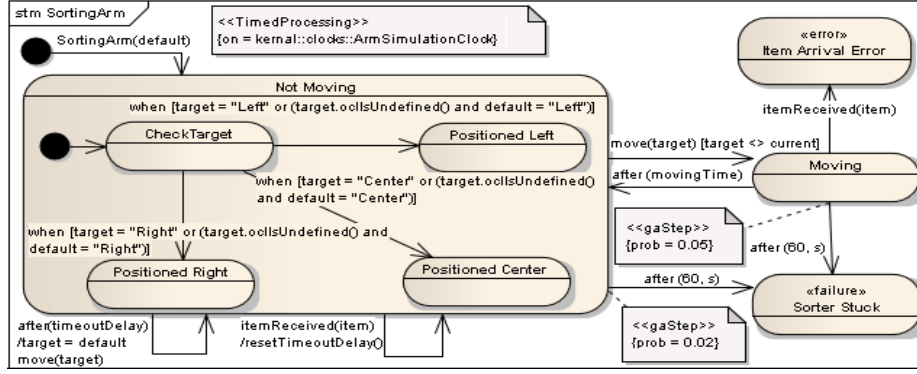 stm SortingArm
<<TimedProcessing>>
{on = kernal::clocks::ArmSimulationClock}
SortingArm(default)
«error»
Item Arrival Error
Not Moving
when [target = "Left" or (target.oclIsUndefined() and default = "Left")]
itemReceived(item)
CheckTarget
Positioned Left
move(target) [target <> current]
Moving
after (movingTime)
when [target = "Center" or (target.oclIsUndefined()
and default = "Center")]
when [target = "Right" or (target.oclIsUndefined() and
default = "Right")]
<<gaStep>>
{prob = 0.05}
after (60, s)
Positioned Right
Positioned Center
after (60, s)
«failure»
Sorter Stuck
after(timeoutDelay)
/target = default
move(target)
itemReceived(item)
/resetTimeoutDelay()
<<gaStep>>
{prob = 0.02}